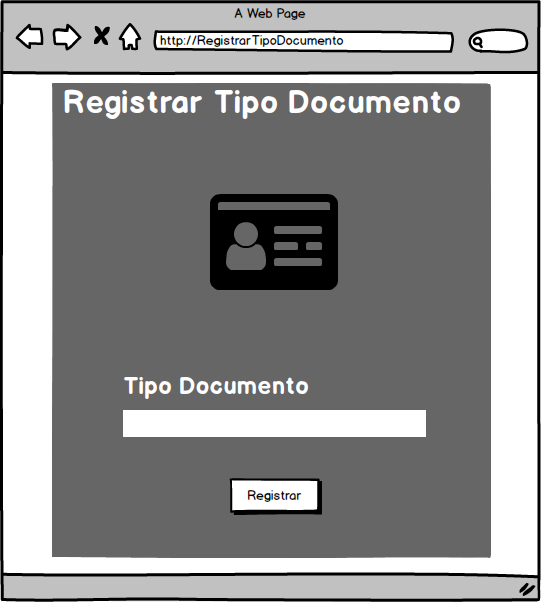 A Web Page
http://RegistrarTipoDocumento
Registrar Tipo Documento
Tipo Documento
Registrar